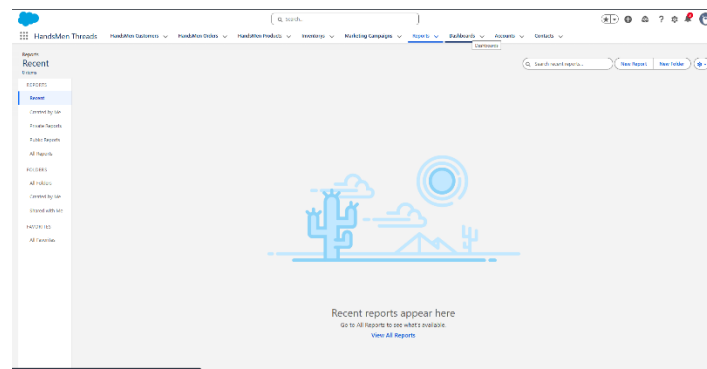 Search...
HandsMen Threads HandsMen Customers HandsMen Orders HandsMen Products Inventorys Marketing Campaigns Reports Dashboards Accounts Contacts
Dashboards
Reports
Recent
0 items
Search recent reports...
New Report New Folder
REPORTS
Recent
Created by Me
Private Reports
Public Reports
All Reports
FOLDERS
All Folders
Created by Me
Shared with Me
FAVORITES
All Favorites
Recent reports appear here
Go to All Reports to see what's available.
View All Reports